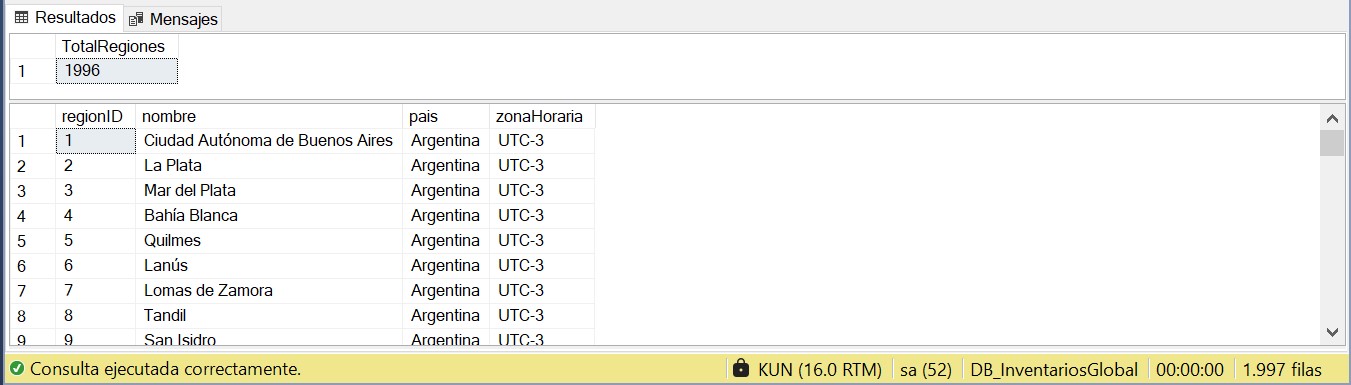 Resultados Mensajes
TotalRegiones
1 1996
regionID nombre pais zonaHoraria
1 1 Ciudad Autónoma de Buenos Aires Argentina UTC-3
2 2 La Plata Argentina UTC-3
3 3 Mar del Plata Argentina UTC-3
4 4 Bahía Blanca Argentina UTC-3
5 5 Quilmes Argentina UTC-3
6 6 Lanús Argentina UTC-3
7 7 Lomas de Zamora Argentina UTC-3
8 8 Tandil Argentina UTC-3
9 9 San Isidro Argentina UTC-3
Consulta ejecutada correctamente. KUN (16.0 RTM) sa (52) DB_InventariosGlobal 00:00:00 1.997 filas